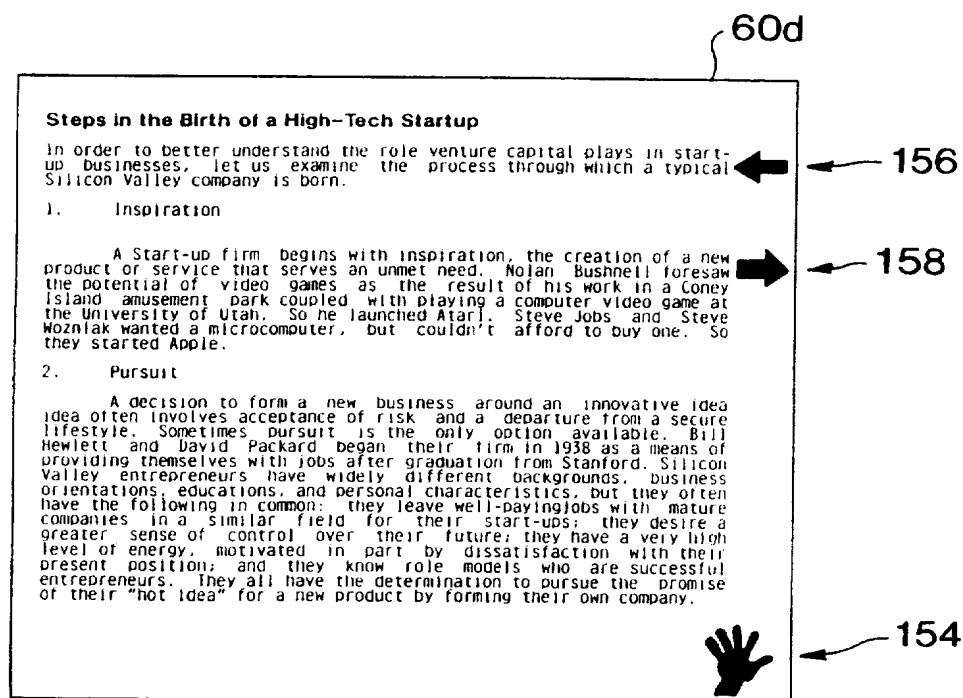 60d
Steps in the Birth of a High-Tech Startup
In order to better understand the role venture capital plays in start-
up businesses, let us examine the process through which a typical
Silicon Valley company is born.
156
1. Inspiration
A Start-up firm begins with inspiration, the creation of a new
product or service that serves an unmet need. Nolan Bushnell foresaw
the potential of video games as the result of his work in a Coney
Island amusement park coupled with playing a computer video game at
the University of Utah. So he launched Atari. Steve Jobs and Steve
Wozniak wanted a microcomputer, but couldn't afford to buy one. So
they started Apple.
158
2. Pursuit
A decision to form a new business around an innovative idea
idea often involves acceptance of risk and a departure from a secure
lifestyle. Sometimes pursuit is the only option available. Bill
Hewlett and David Packard began their firm in 1938 as a means of
providing themselves with jobs after graduation from Stanford. Silicon
Valley entrepreneurs have widely different backgrounds, business
orientations, educations, and personal characteristics, but they often
have the following in common: they leave well-payingjobs with mature
companies in a similar field for their start-ups; they desire a
greater sense of control over their future; they have a very high
level of energy, motivated in part by dissatisfaction with their
present position; and they know role models who are successful
entrepreneurs. They all have the determination to pursue the promise
of their "hot idea" for a new product by forming their own company.
154